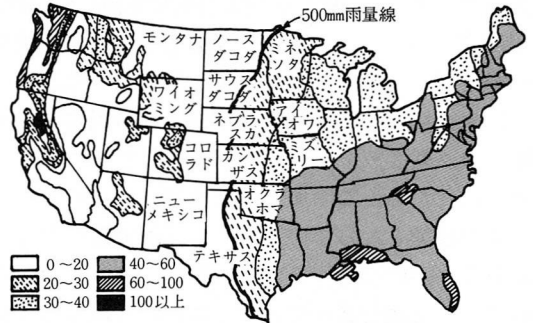 500mm雨量線
モンタナ
ノース
ダコタ
ミネ
ソタ
サウス
ダコタ
ワイオ
ミング
ネブラ
スカ
アイ
オワ
コロ
ラド
カン
ザス
ミズ
ーリー
ニュー
メキシコ
オクラ
ホマ
テキサス
0〜20
40〜60
20〜30
60〜100
30〜40
100以上